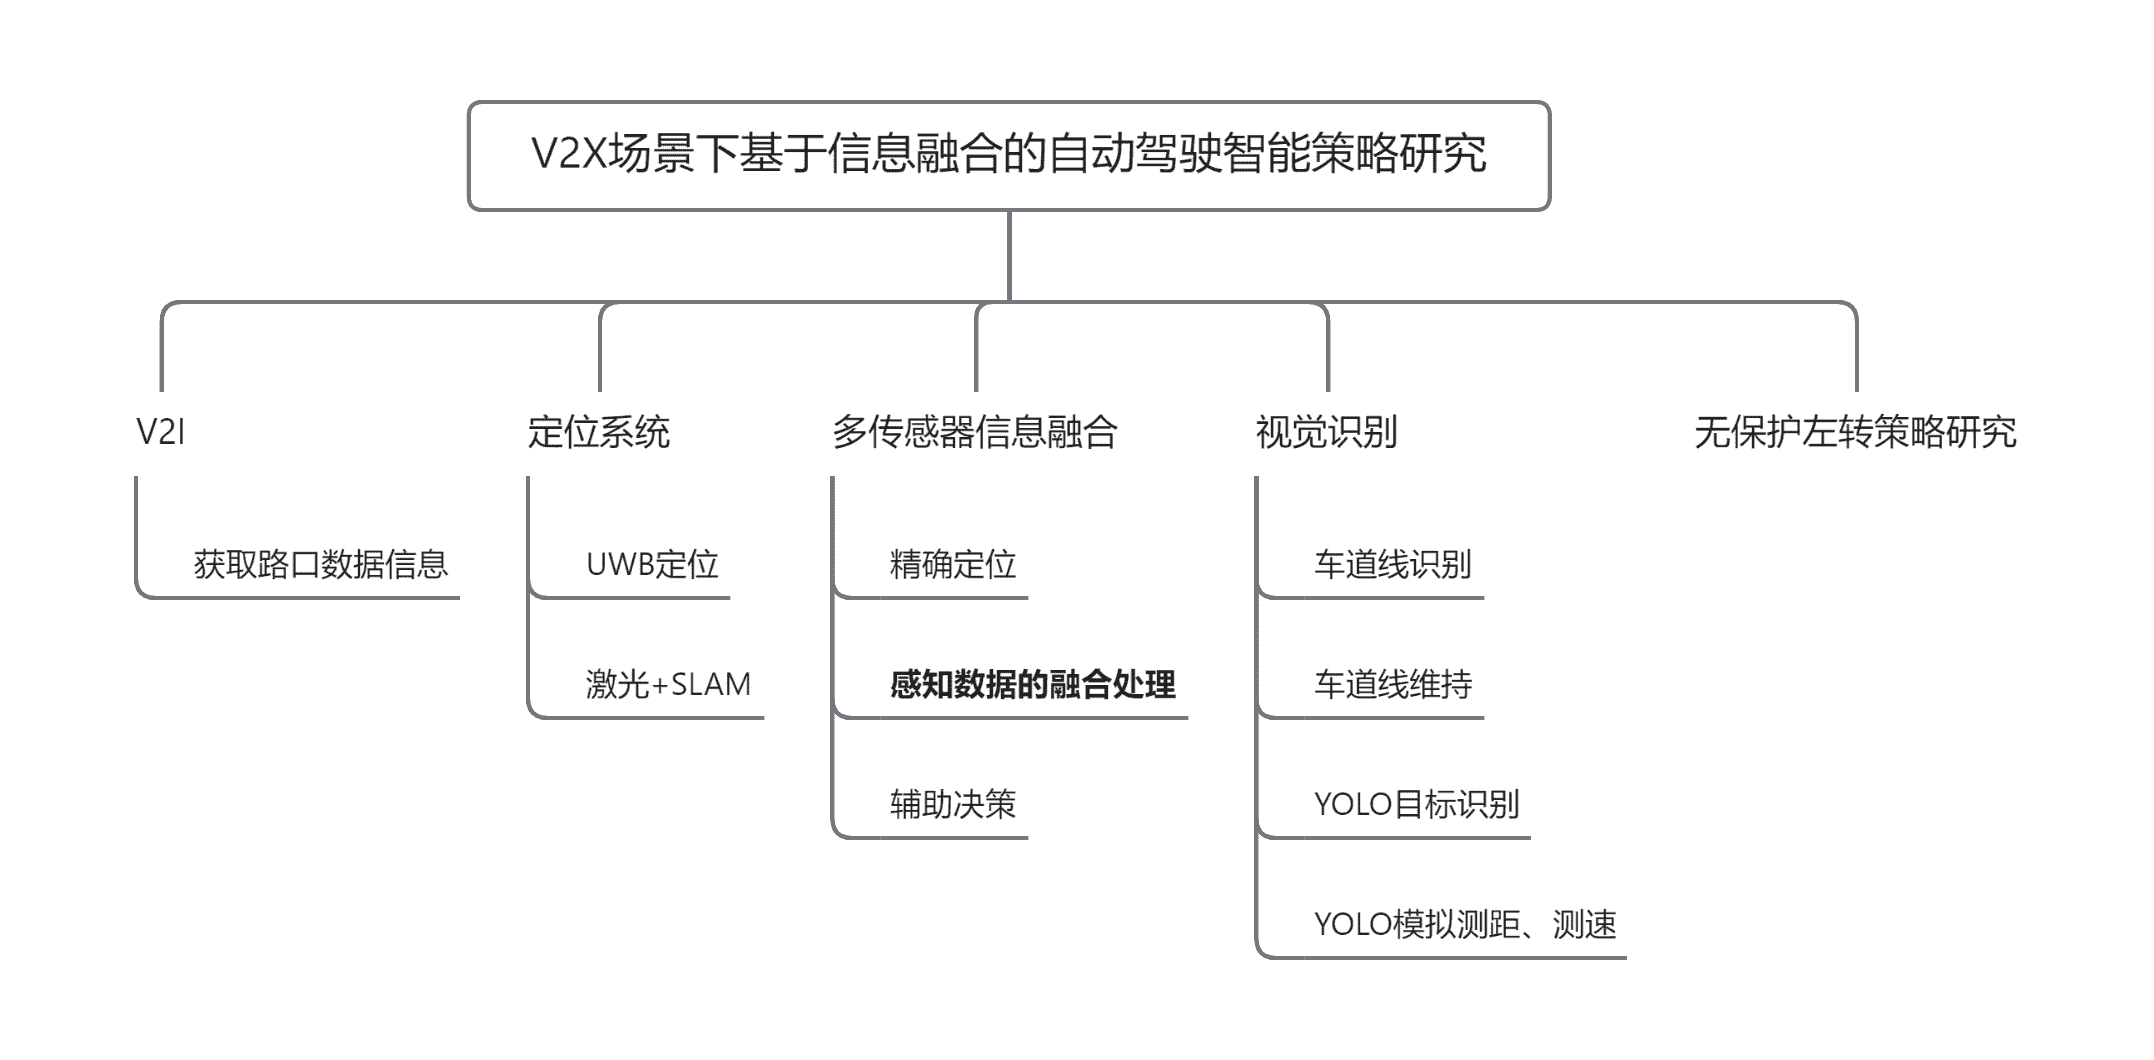 V2X场景下基于信息融合的自动驾驶智能策略研究
V2I
获取路口数据信息
定位系统
UWB定位
激光+SLAM
多传感器信息融合
精确定位
感知数据的融合处理
辅助决策
视觉识别
车道线识别
车道线维持
YOLO目标识别
YOLO模拟测距、测速
无保护左转策略研究